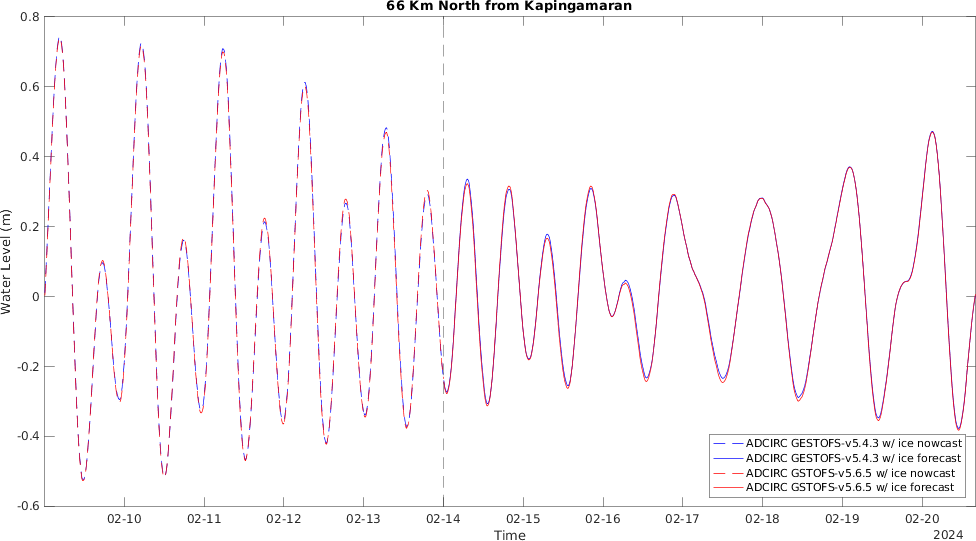 66 Km North from Kapingamaran
Water Level (m)
0.8
0.6
0.4
0.2
0
-0.2
-0.4
-0.6
ADCIRC GESTOFS-v5.4.3 w/ ice nowcast
ADCIRC GESTOFS-v5.4.3 w/ ice forecast
ADCIRC GSTOFS-v5.6.5 w/ ice nowcast
ADCIRC GSTOFS-v5.6.5 w/ ice forecast
02-10 02-11 02-12 02-13 02-14 02-15 02-16 02-17 02-18 02-19 02-20
Time
2024